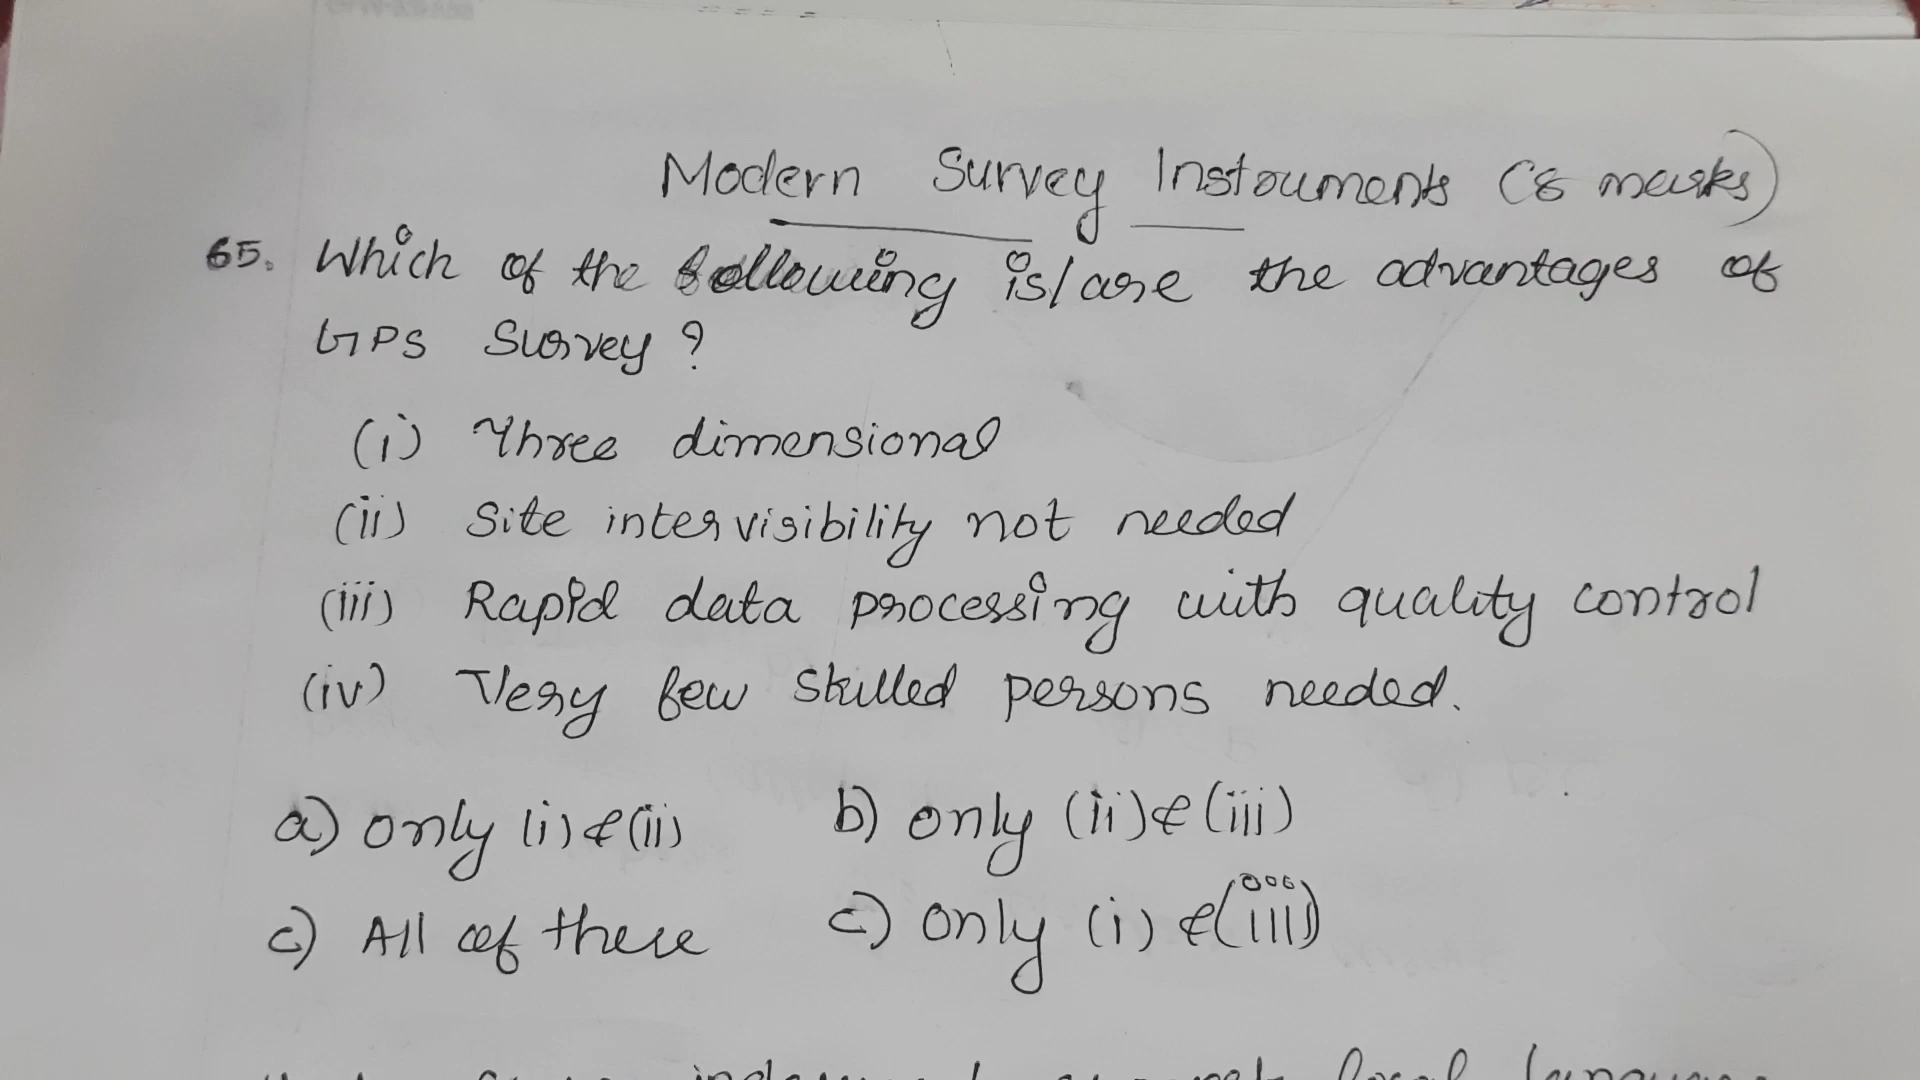 Modern Survey Instruments (8 marks)
65. Which of the following is/are the advantages of
GPS Survey ?
(i) Three dimensional
(ii) Site intervisibility not needed
(iii) Rapid data processing with quality control
(iv) Very few skilled persons needed.
a) only (i) & (ii) b) only (ii) & (iii)
c) All of these c) only (i) & (iii)